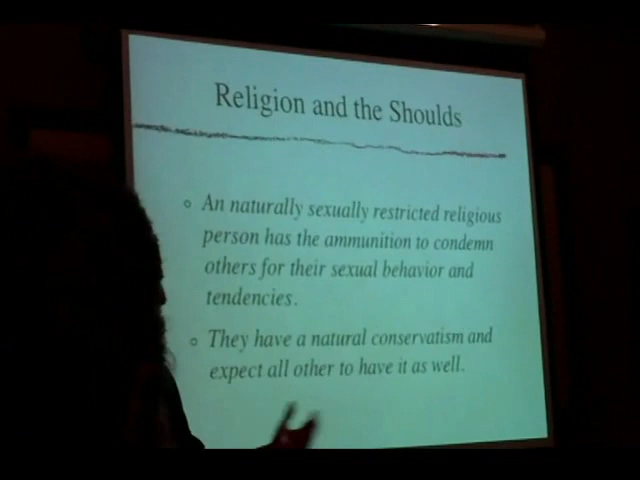 Religion and the Shoulds
An naturally sexually restricted religious
person has the ammunition to condemn
others for their sexual behavior and
tendencies.
They have a natural conservatism and
expect all other to have it as well.